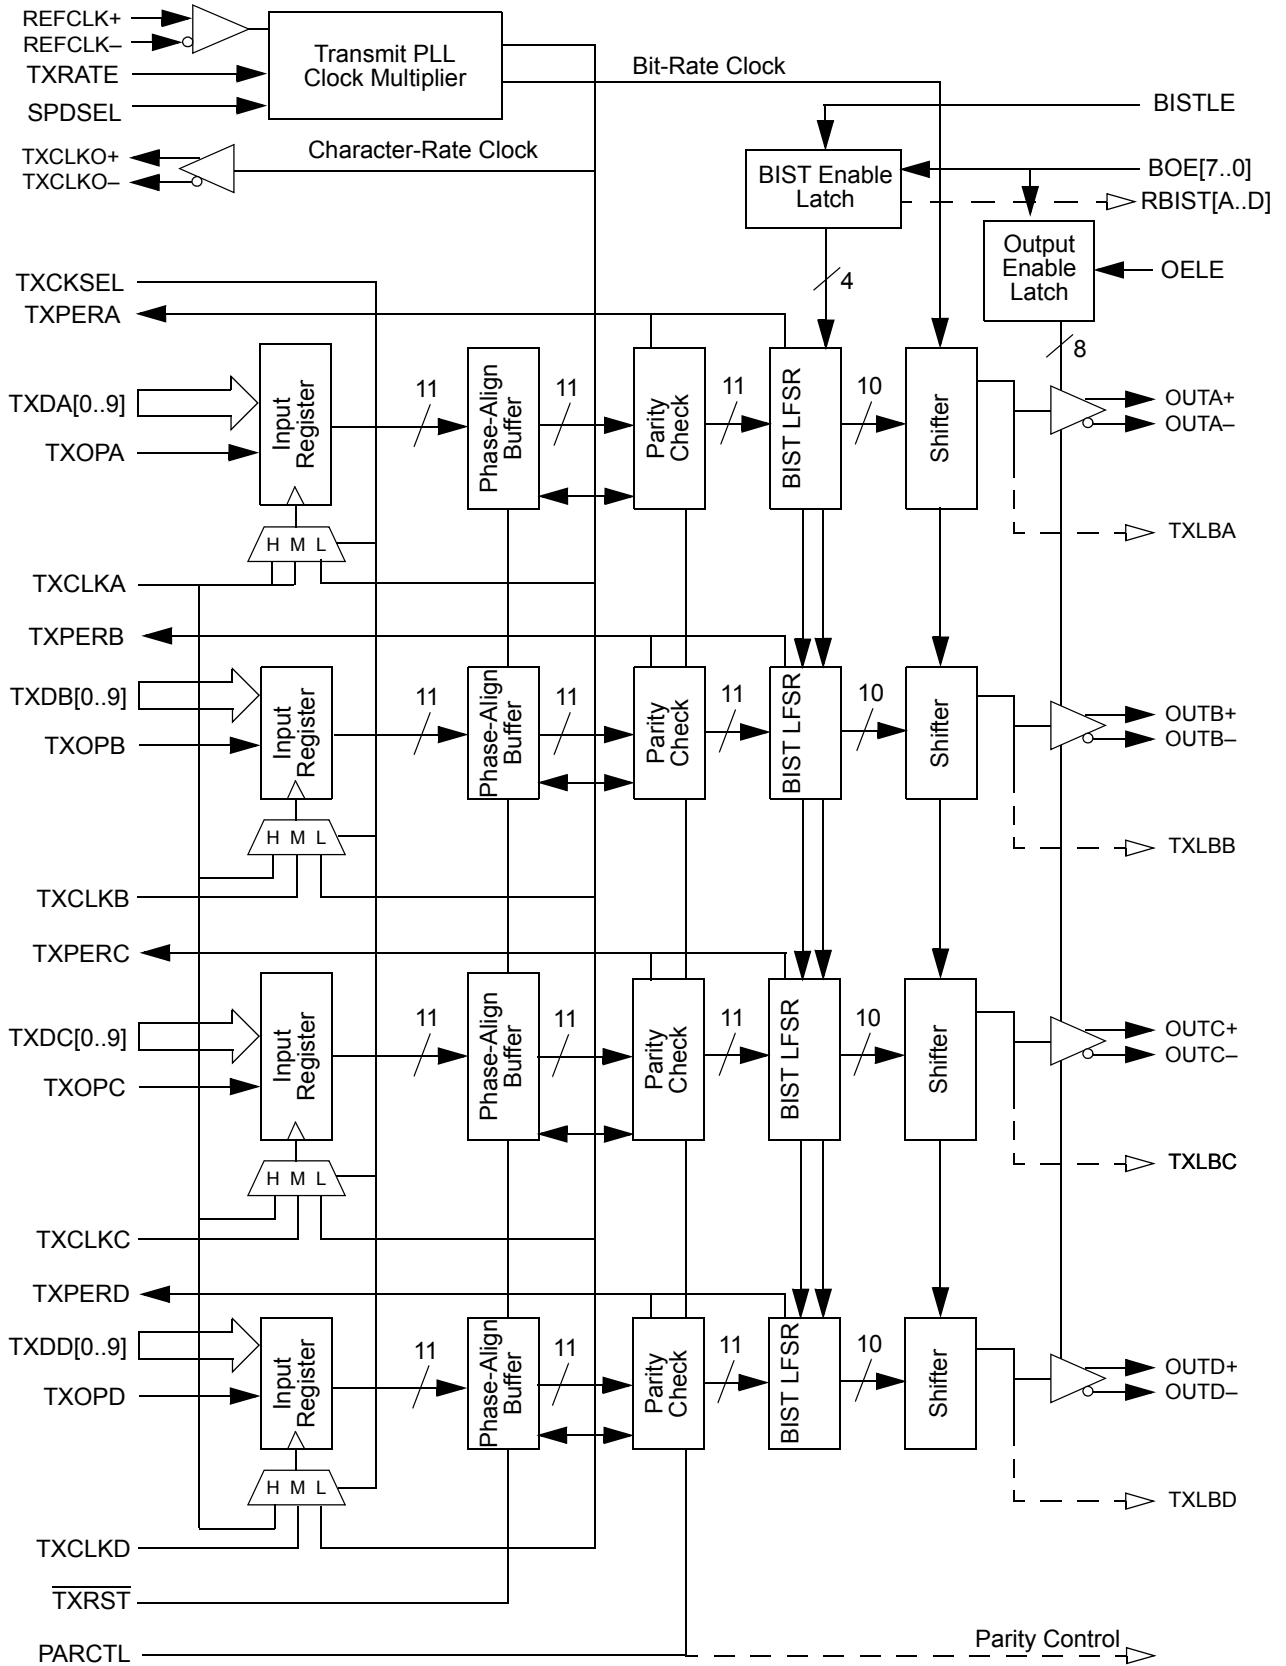 REFCLK+
REFCLK–
TXRATE
SPDSEL
Transmit PLL
Clock Multiplier
Bit-Rate Clock
BISTLE
TXCLKO+
TXCLKO–
Character-Rate Clock
BIST Enable
Latch
BOE[7..0]
RBIST[A..D]
Output
Enable
Latch
OELE
4
8
TXCKSEL
TXPERA
TXDA[0..9]
TXOPA
Input
Register
11
Phase-Align
Buffer
11
Parity
Check
11
BIST LFSR
10
Shifter
OUTA+
OUTA–
H M L
TXLBA
TXCLKA
TXPERB
TXDB[0..9]
TXOPB
Input
Register
11
Phase-Align
Buffer
11
Parity
Check
11
BIST LFSR
10
Shifter
OUTB+
OUTB–
H M L
TXLBB
TXCLKB
TXPERC
TXDC[0..9]
TXOPC
Input
Register
11
Phase-Align
Buffer
11
Parity
Check
11
BIST LFSR
10
Shifter
OUTC+
OUTC–
H M L
TXLBC
TXCLKC
TXPERD
TXDD[0..9]
TXOPD
Input
Register
11
Phase-Align
Buffer
11
Parity
Check
11
BIST LFSR
10
Shifter
OUTD+
OUTD–
H M L
TXLBD
TXCLKD
TXRST
PARCTL
Parity Control